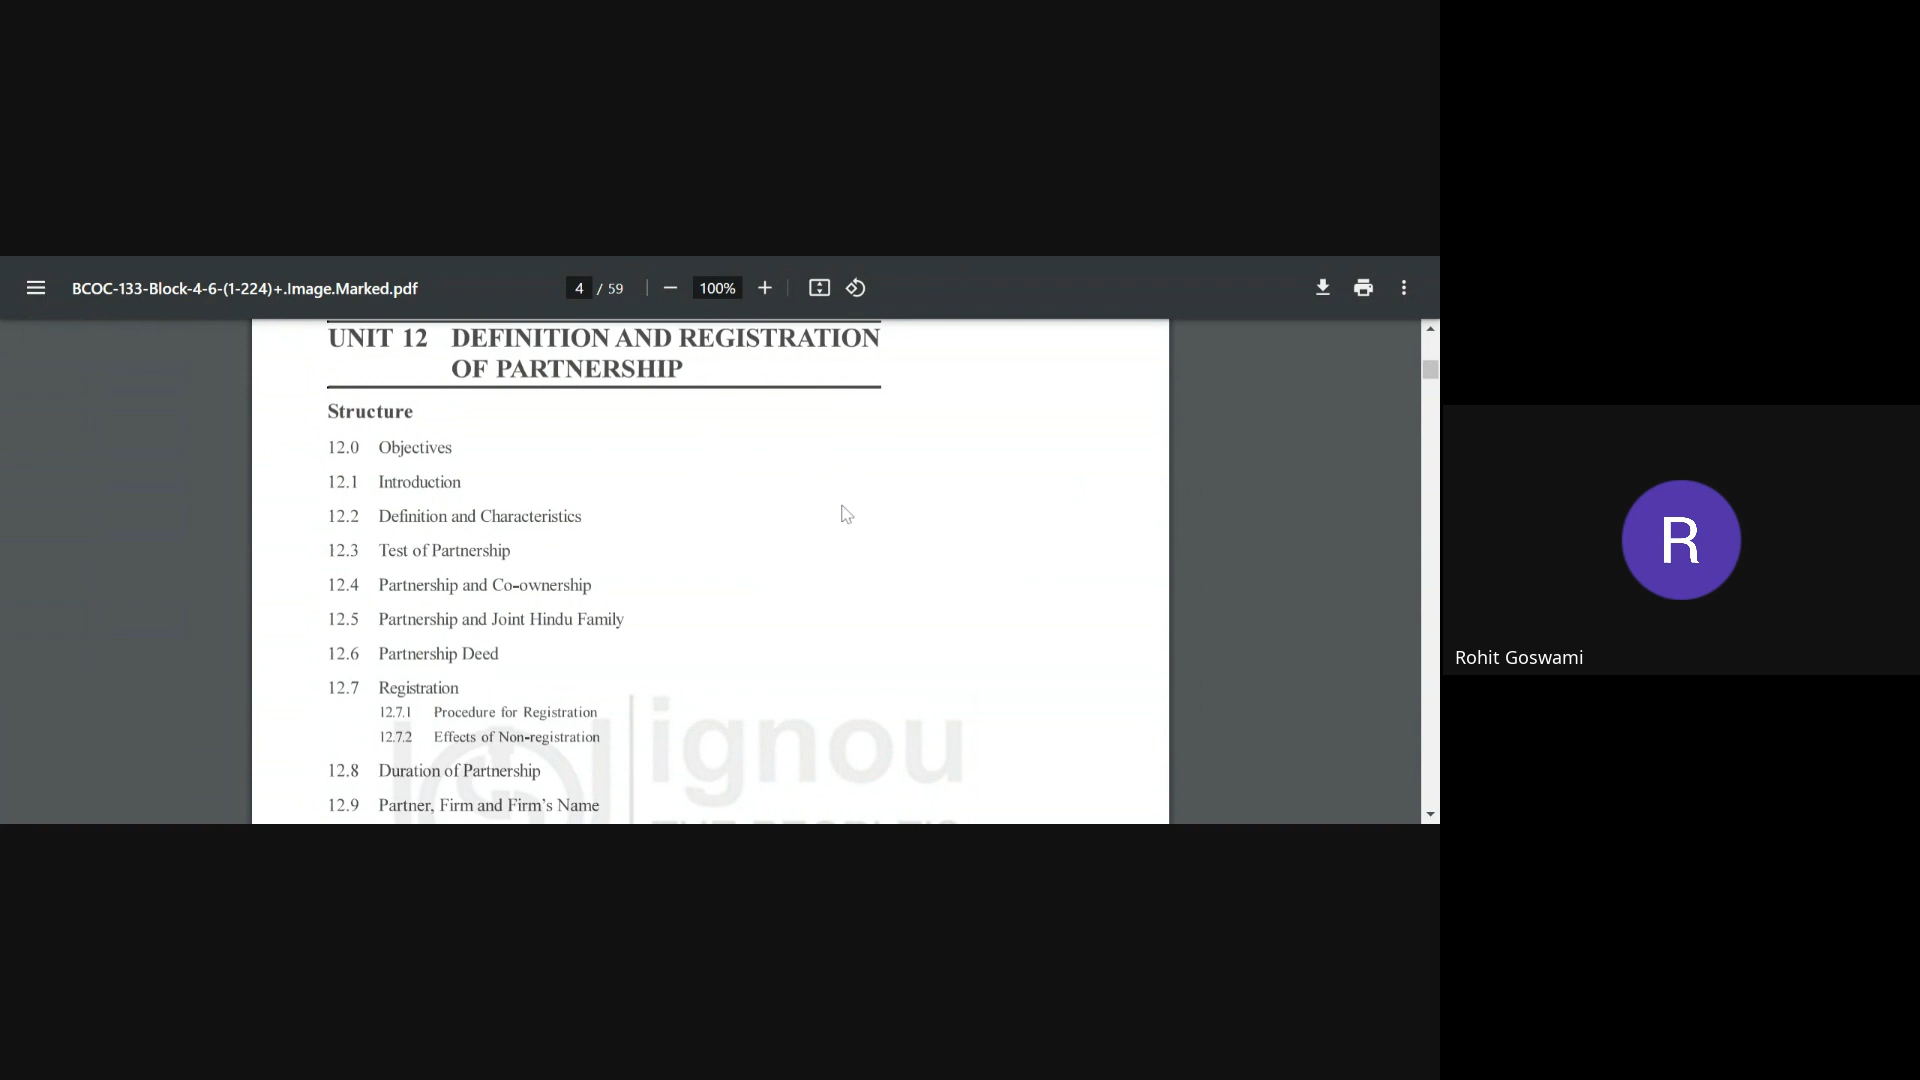 BCOC-133-Block-4-6-(1-224)+.Image.Marked.pdf 4 / 59 100%
UNIT 12 DEFINITION AND REGISTRATION
OF PARTNERSHIP
Structure
12.0 Objectives
12.1 Introduction
12.2 Definition and Characteristics
12.3 Test of Partnership
12.4 Partnership and Co-ownership
12.5 Partnership and Joint Hindu Family
12.6 Partnership Deed
12.7 Registration
12.7.1 Procedure for Registration
12.7.2 Effects of Non-registration
12.8 Duration of Partnership
12.9 Partner, Firm and Firm's Name
ignou
R
Rohit Goswami